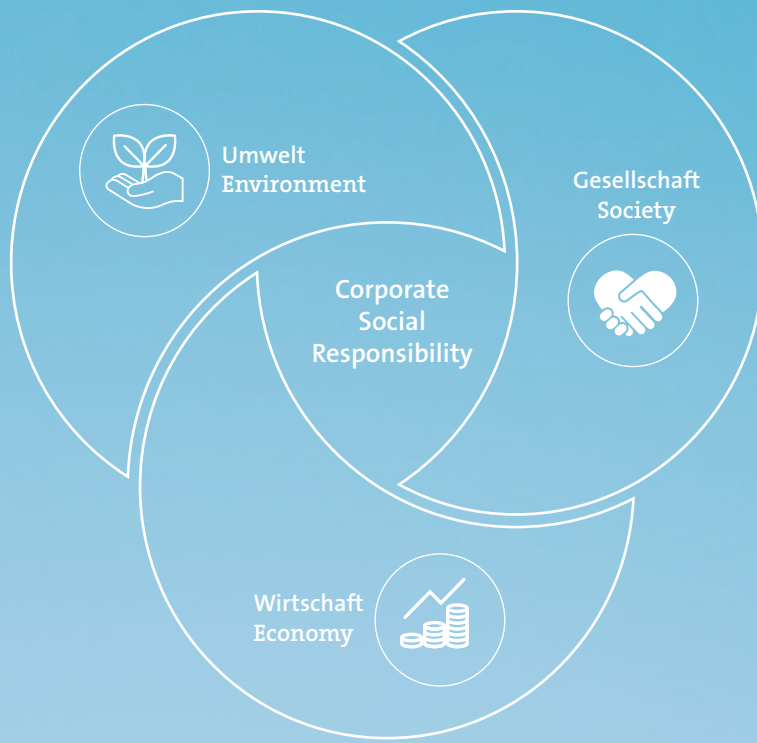 Umwelt
Environment
Gesellschaft
Society
Corporate
Social
Responsibility
Wirtschaft
Economy